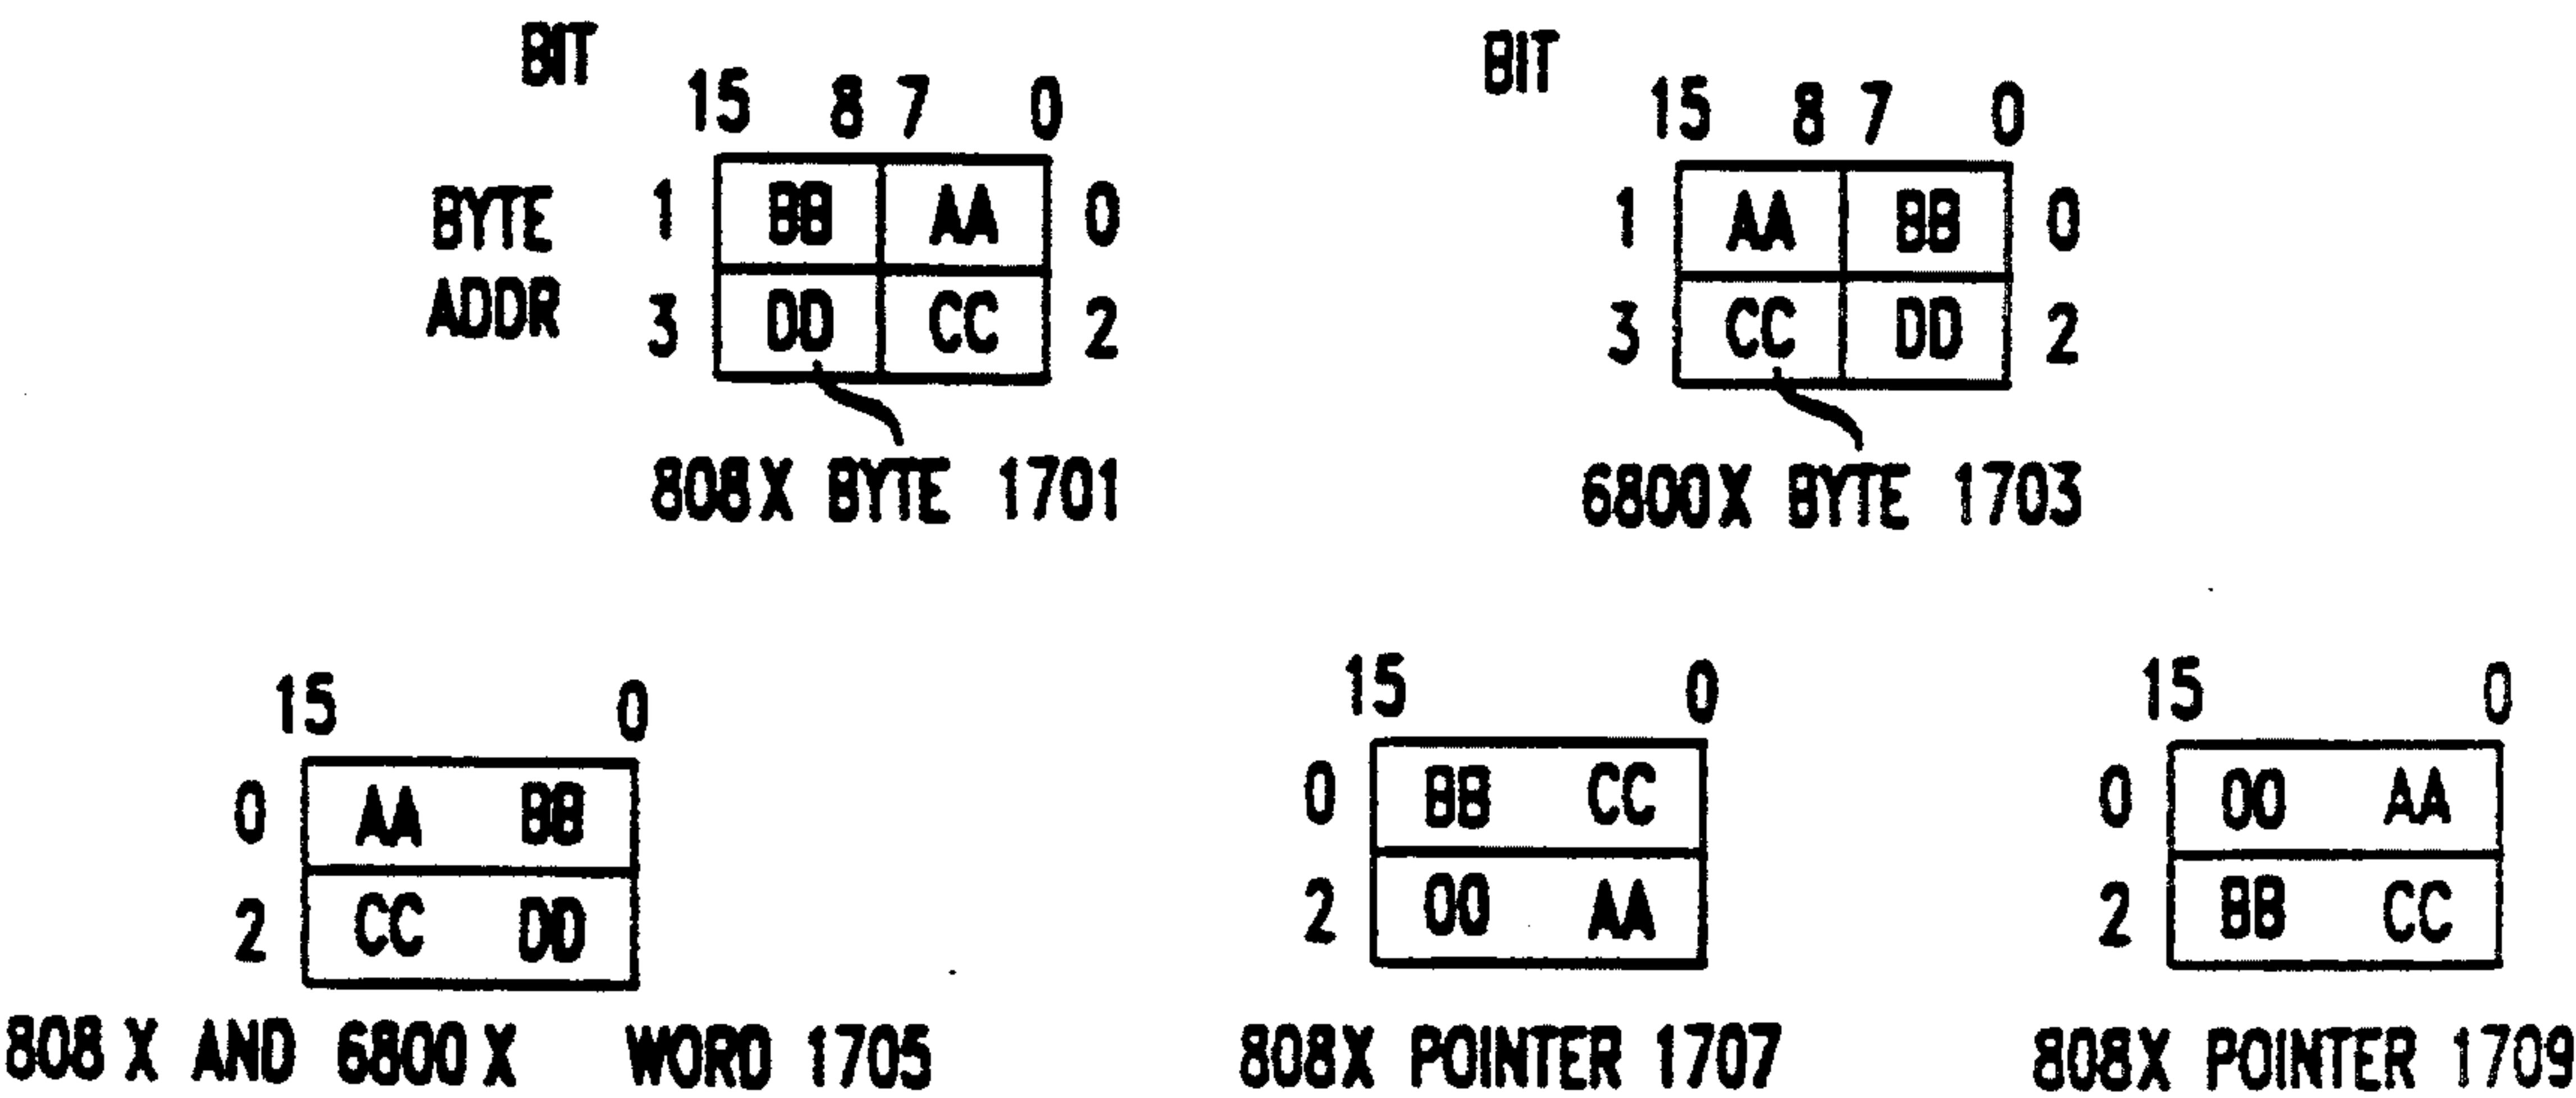 BIT
15 8 7 0
BYTE ADDR
1 BB AA 0
3 DD CC 2
808X BYTE 1701
BIT
15 8 7 0
1 AA BB 0
3 CC DD 2
6800X BYTE 1703
15 0
0 AA BB
2 CC DD
808X AND 6800X WORD 1705
15 0
0 BB CC
2 00 AA
808X POINTER 1707
15 0
0 00 AA
2 BB CC
808X POINTER 1709